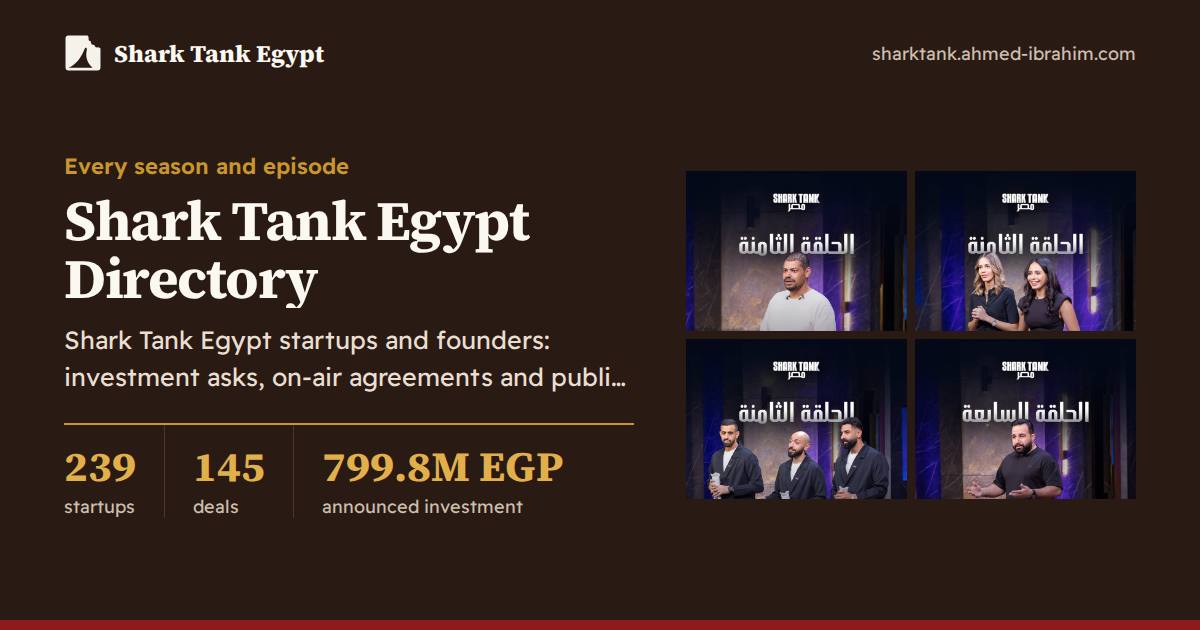 Shark Tank Egypt
sharktank.ahmed-ibrahim.com
Every season and episode
Shark Tank Egypt
Directory
Shark Tank Egypt startups and founders:
investment asks, on-air agreements and publi...
239
startups
145
deals
799.8M EGP
announced investment
SHARK TANK
مصر
الحلقة الثامنة
SHARK TANK
مصر
الحلقة الثامنة
SHARK TANK
مصر
الحلقة الثامنة
SHARK TANK
مصر
الحلقة السابعة